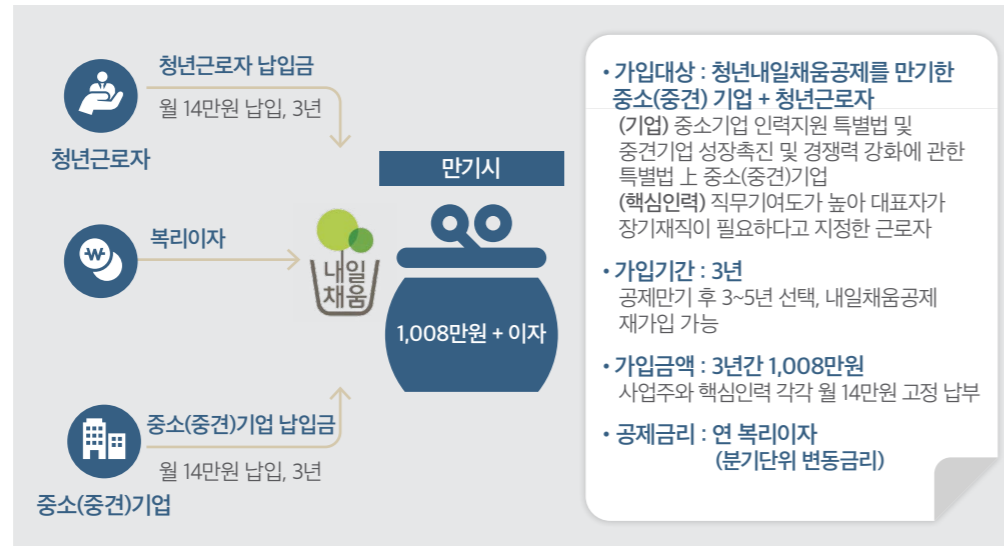 청년근로자 납입금
월 14만원 납입, 3년
청년근로자
만기시
복리이자
₩
내일
채움
1,008만원 + 이자
중소(중견)기업 납입금
월 14만원 납입, 3년
중소(중견)기업
• 가입대상 : 청년내일채움공제를 만기한
중소(중견) 기업 + 청년근로자
(기업) 중소기업 인력지원 특별법 및
중견기업 성장촉진 및 경쟁력 강화에 관한
특별법 上 중소(중견)기업
(핵심인력) 직무기여도가 높아 대표자가
장기재직이 필요하다고 지정한 근로자
• 가입기간 : 3년
공제만기 후 3~5년 선택, 내일채움공제
재가입 가능
• 가입금액 : 3년간 1,008만원
사업주와 핵심인력 각각 월 14만원 고정 납부
• 공제금리 : 연 복리이자
(분기단위 변동금리)